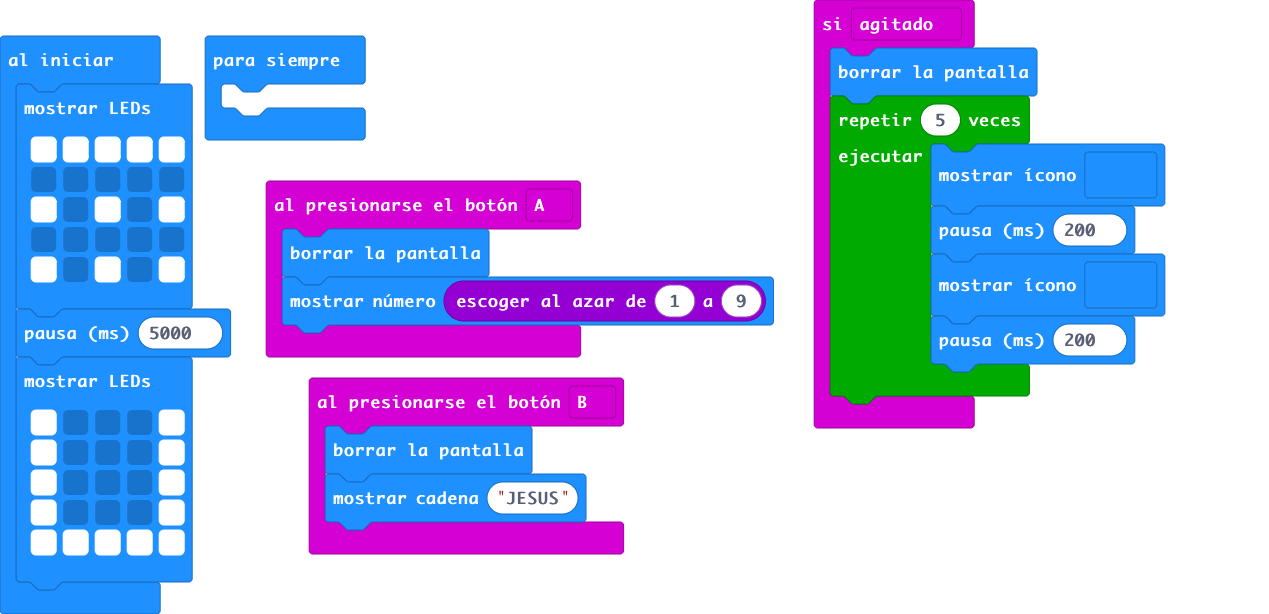 al iniciar
mostrar LEDs
pausa (ms) 5000
mostrar LEDs
para siempre
al presionarse el botón A
borrar la pantalla
mostrar número escoger al azar de 1 a 9
al presionarse el botón B
borrar la pantalla
mostrar cadena "JESUS"
si agitado
borrar la pantalla
repetir 5 veces
ejecutar
mostrar ícono
pausa (ms) 200
mostrar ícono
pausa (ms) 200